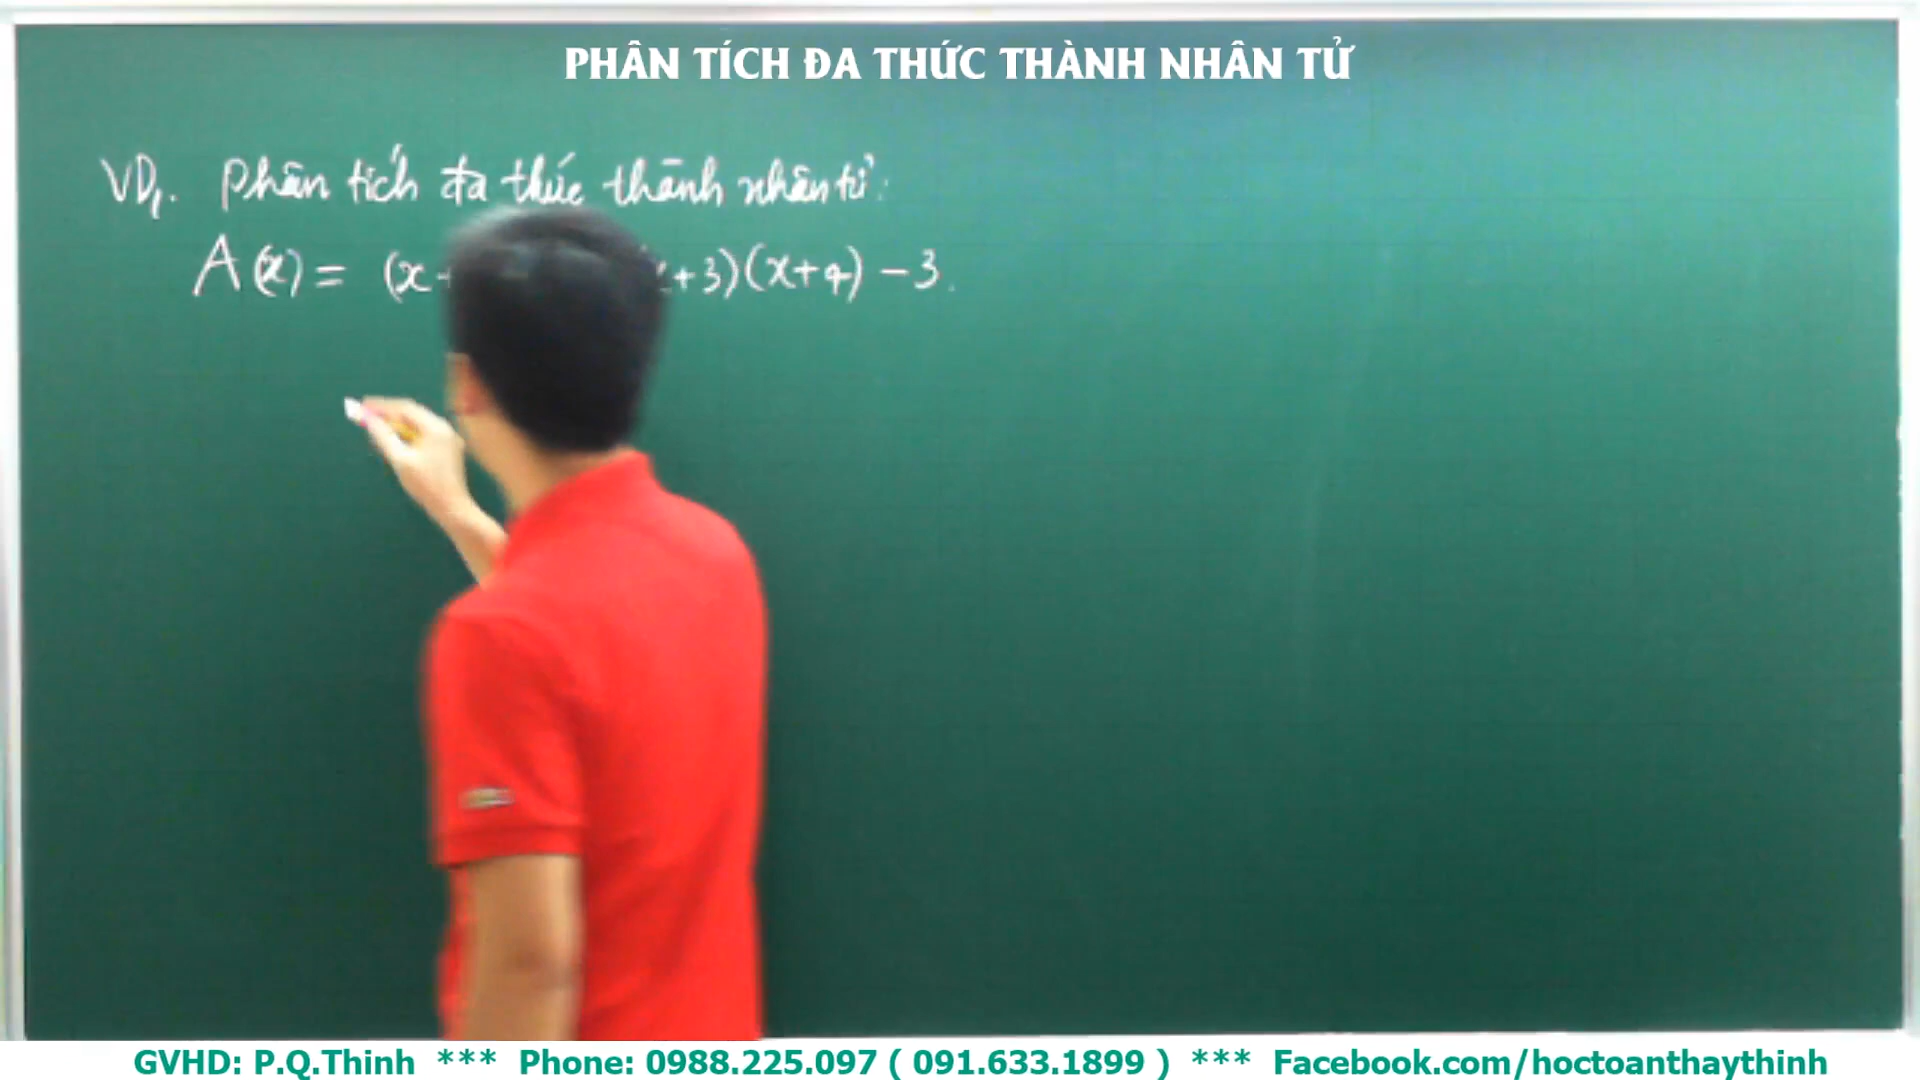 PHÂN TÍCH ĐA THỨC THÀNH NHÂN TỬ
VD1. Phân tích đa thức thành nhân tử:
A(x) = (x+ x+3)(x+4) - 3.
GVHD: P.Q.Thinh *** Phone: 0988.225.097 ( 091.633.1899 ) *** Facebook.com/hoctoanthaythinh